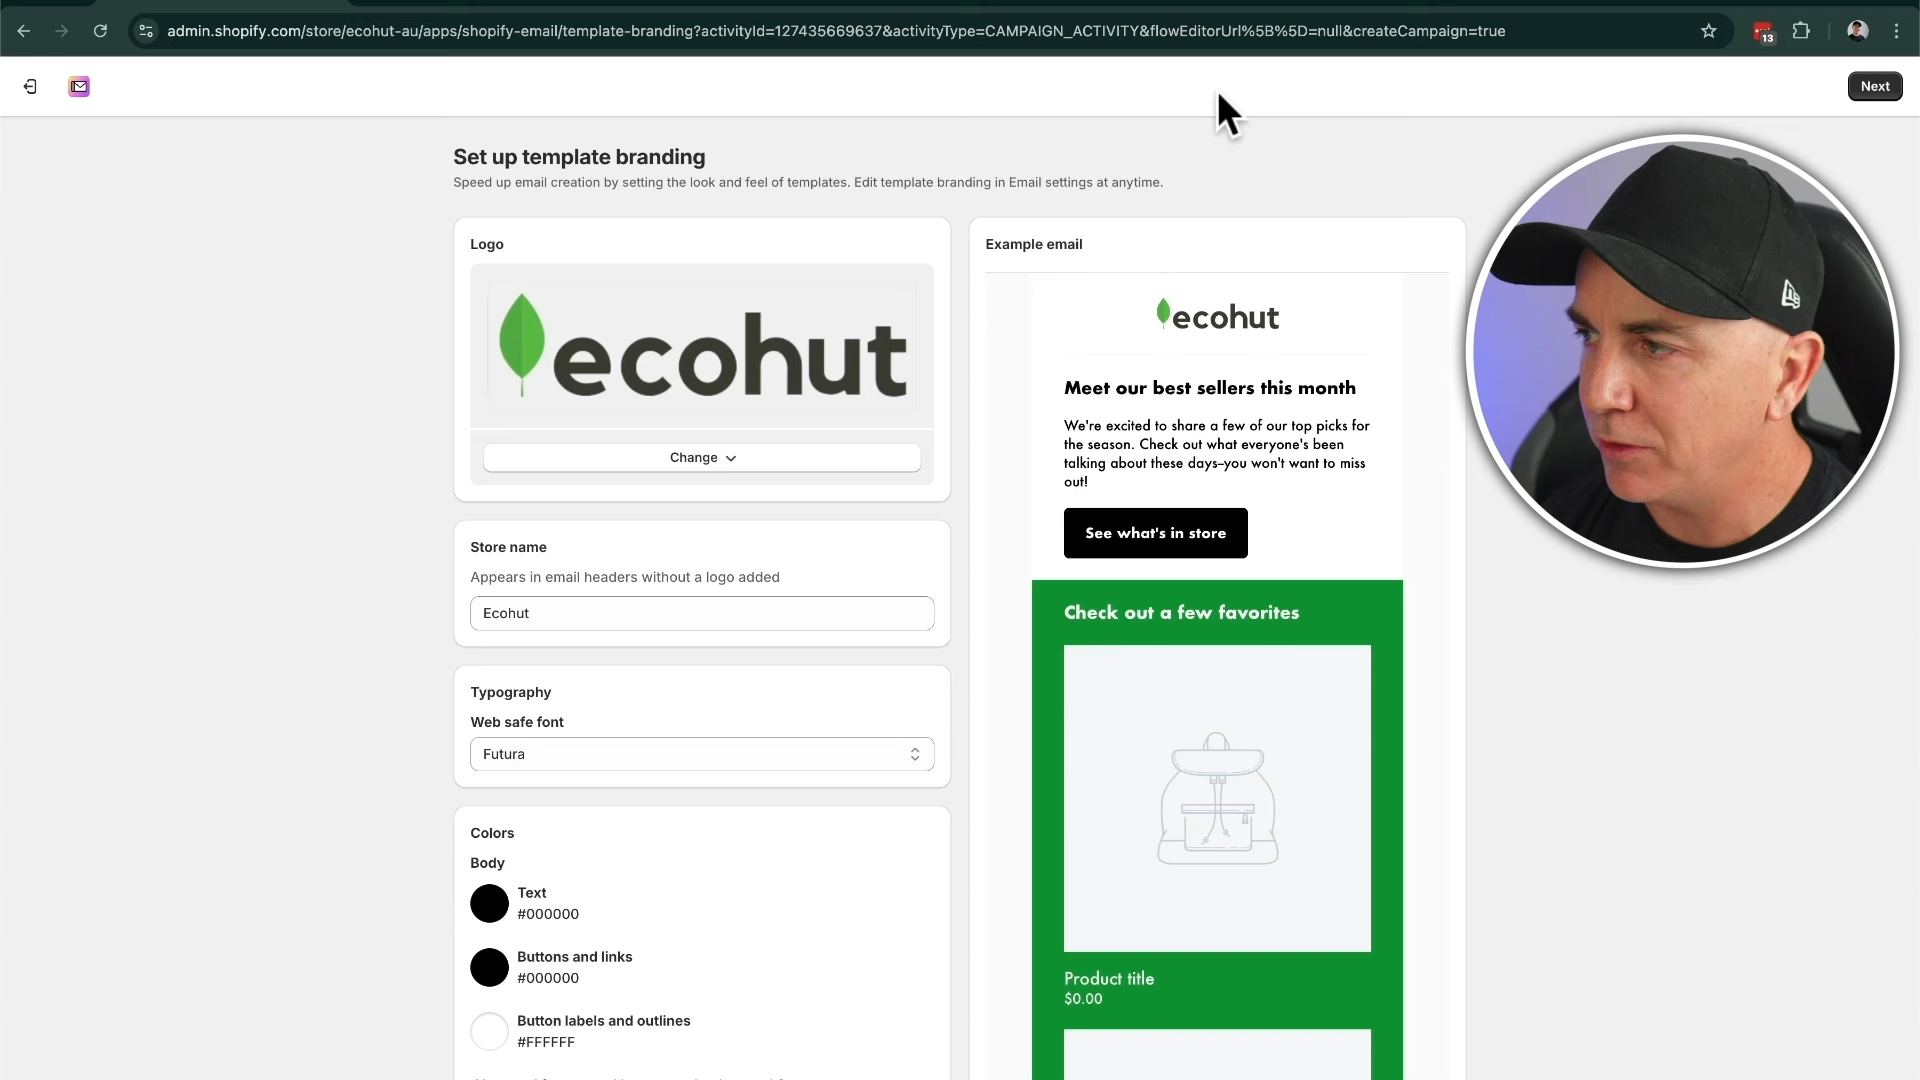 admin.shopify.com/store/ecohut-au/apps/shopify-email/template-branding?activityId=127435669637&activityType=CAMPAIGN_ACTIVITY&flowEditorUrl%5B%5D=null&createCampaign=true
13
Next
Set up template branding
Speed up email creation by setting the look and feel of templates. Edit template branding in Email settings at anytime.
Logo
ecohut
Change
Store name
Appears in email headers without a logo added
Ecohut
Typography
Web safe font
Futura
Colors
Body
Text
#000000
Buttons and links
#000000
Button labels and outlines
#FFFFFF
Example email
ecohut
Meet our best sellers this month
We're excited to share a few of our top picks for
the season. Check out what everyone's been
talking about these days–you won't want to miss
out!
See what's in store
Check out a few favorites
Product title
$0.00